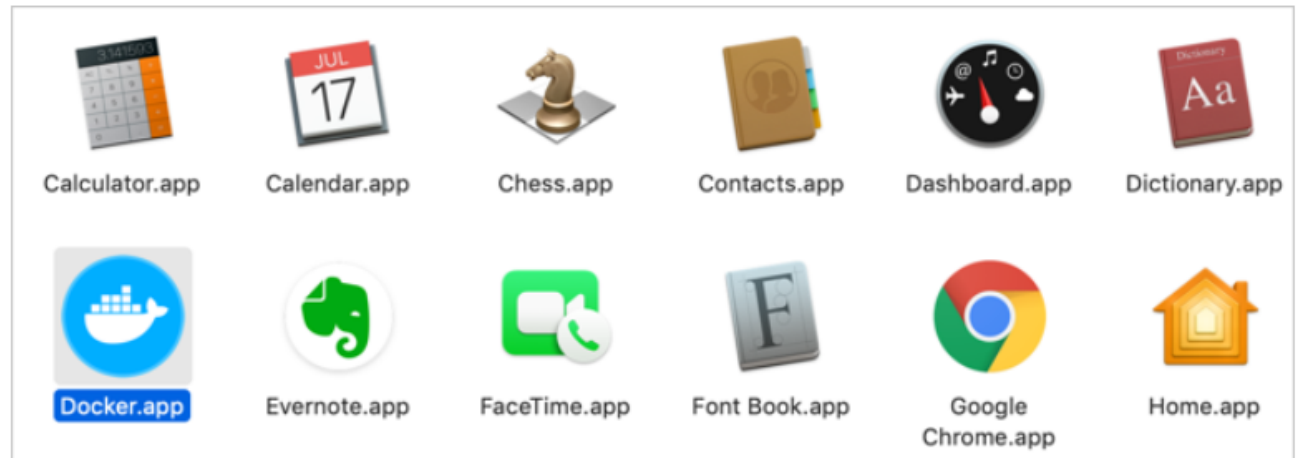 3.141593
JUL
17
@
Dictionary
Aa
Calculator.app
Calendar.app
Chess.app
Contacts.app
Dashboard.app
Dictionary.app
F
Docker.app
Evernote.app
FaceTime.app
Font Book.app
Google
Chrome.app
Home.app